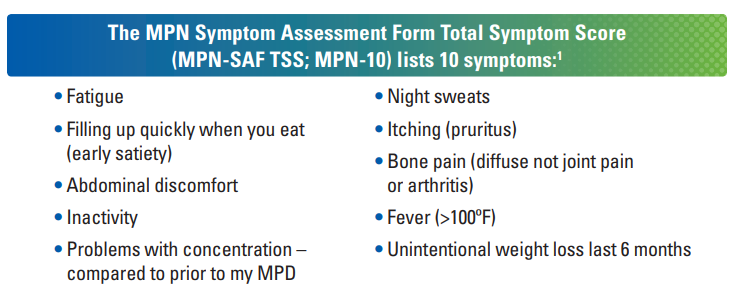 The MPN Symptom Assessment Form Total Symptom Score
(MPN-SAF TSS; MPN-10) lists 10 symptoms:¹
• Fatigue
• Filling up quickly when you eat
(early satiety)
• Abdominal discomfort
• Inactivity
• Problems with concentration –
compared to prior to my MPD
• Night sweats
• Itching (pruritus)
• Bone pain (diffuse not joint pain
or arthritis)
• Fever (>100ºF)
• Unintentional weight loss last 6 months